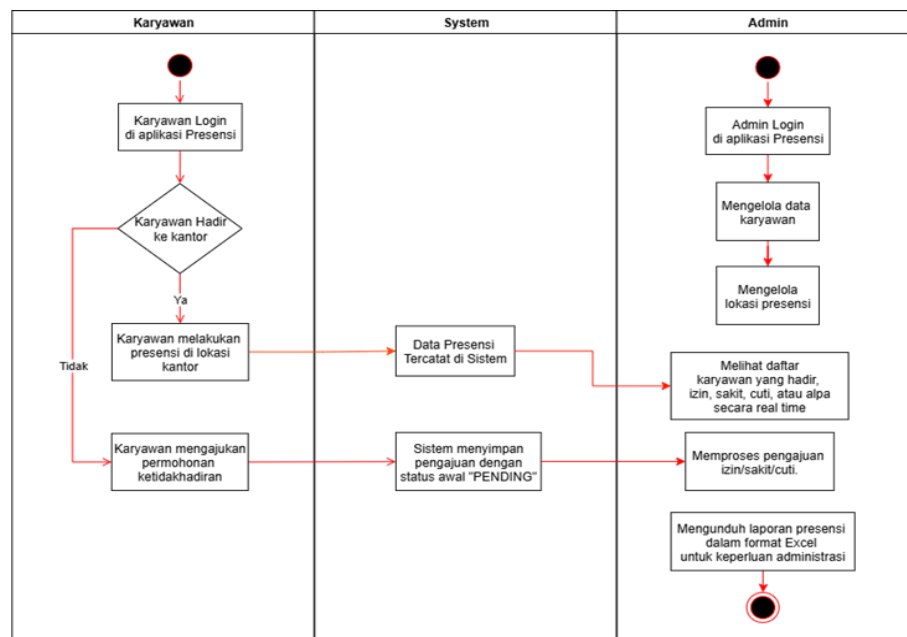 Karyawan
System
Admin
Karyawan Login
di aplikasi Presensi
Admin Login
di aplikasi Presensi
Karyawan Hadir
ke kantor
Mengelola data
karyawan
Mengelola
lokasi presensi
Ya
Tidak
Karyawan melakukan
presensi di lokasi
kantor
Data Presensi
Tercatat di Sistem
Melihat daftar
karyawan yang hadir,
izin, sakit, cuti, atau alpa
secara real time
Karyawan mengajukan
permohonan
ketidakhadiran
Sistem menyimpan
pengajuan dengan
status awal "PENDING"
Memproses pengajuan
izin/sakit/cuti.
Mengunduh laporan presensi
dalam format Excel
untuk keperluan administrasi